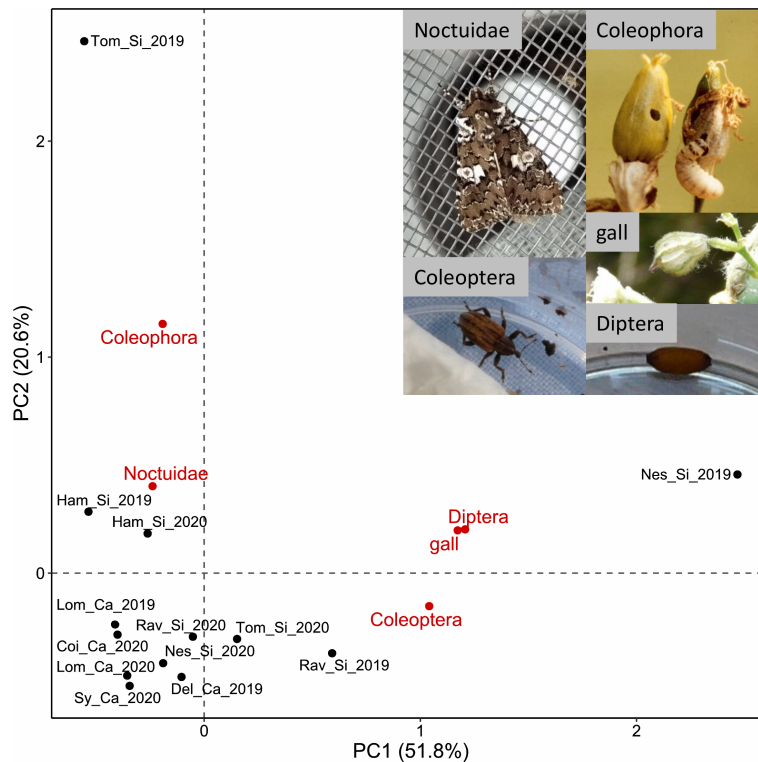 Tom_Si_2019
Noctuidae
Coleophora
gall
Coleoptera
Diptera
2
Coleophora
1
PC2 (20.6%)
Noctuidae
Nes_Si_2019
Ham_Si_2019
Ham_Si_2020
Diptera
gall
0
Coleoptera
Lom_Ca_2019
Rav_Si_2020
Tom_Si_2020
Coi_Ca_2020
Nes_Si_2020
Lom_Ca_2020
Rav_Si_2019
Del_Ca_2019
Sy_Ca_2020
0
1
2
PC1 (51.8%)